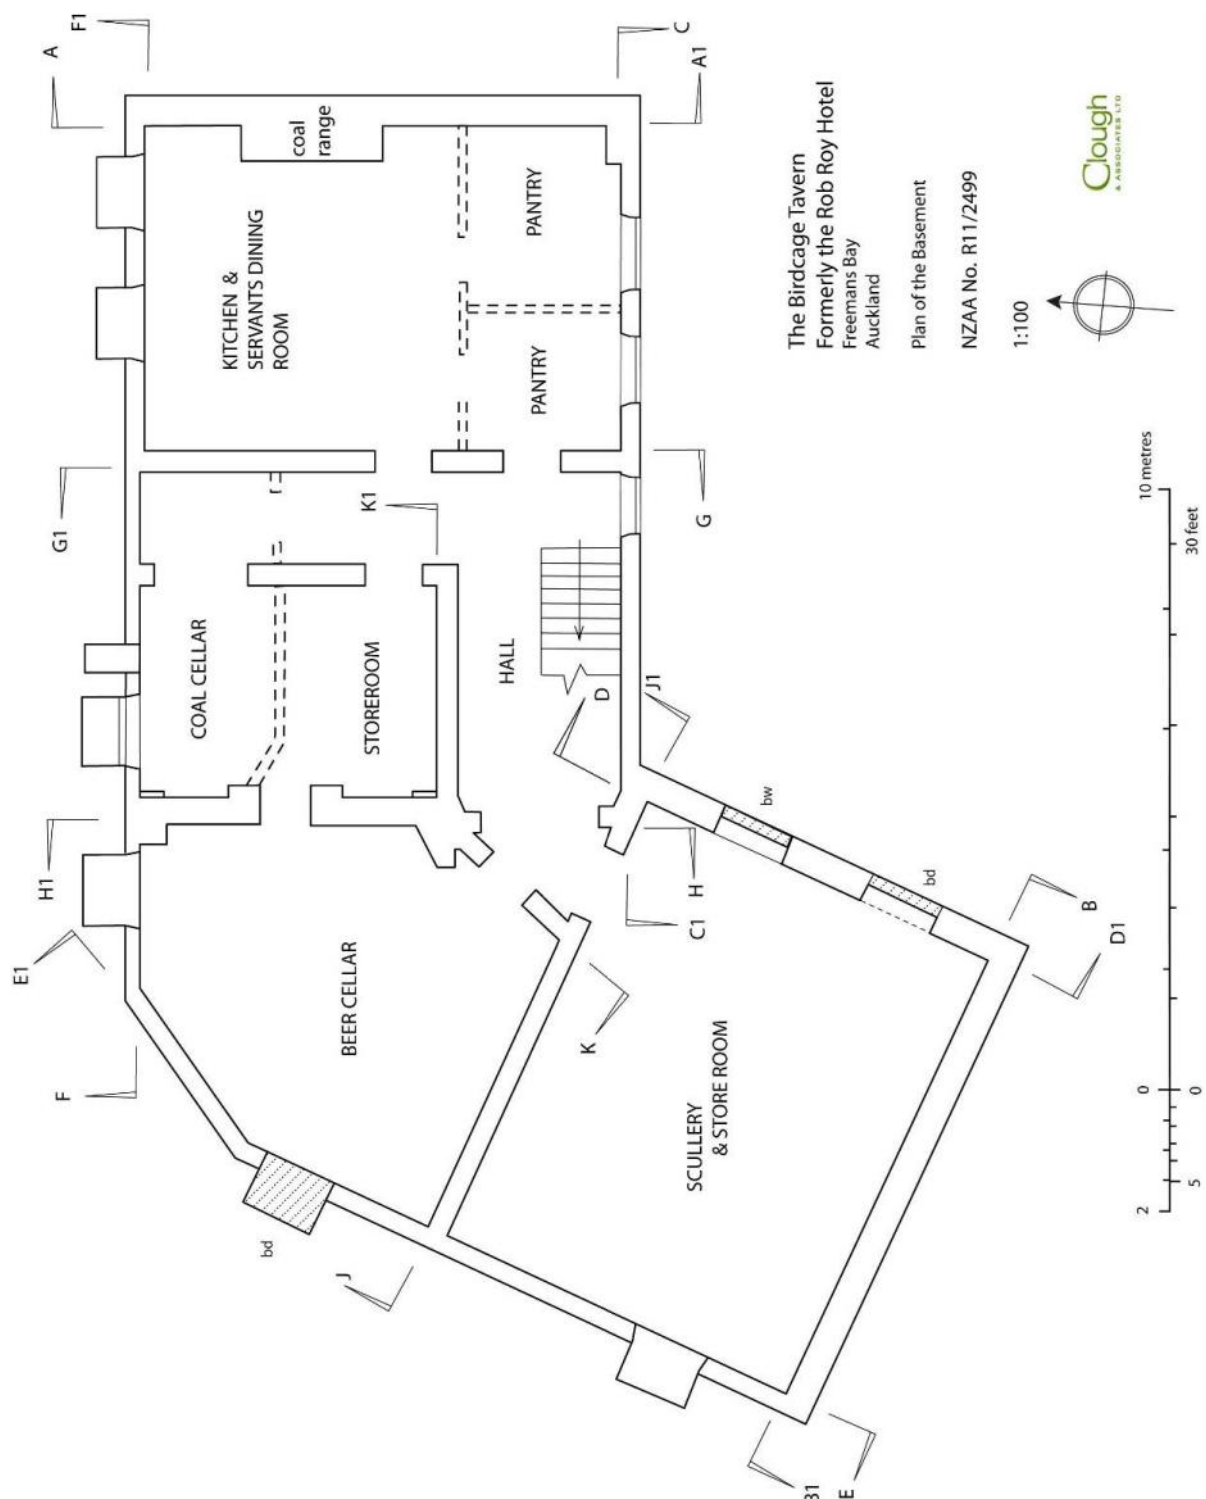 F1
A
C
A1
coal
range
KITCHEN &
SERVANTS DINING
ROOM
PANTRY
PANTRY
G1
K1
G
COAL CELLAR
STOREROOM
HALL
D
J1
H1
E1
F
BEER CELLAR
bw
bd
H
C1
K
B
D1
SCULLERY
& STORE ROOM
bd
J
B1
E
The Birdcage Tavern
Formerly the Rob Roy Hotel
Freemans Bay
Auckland
Plan of the Basement
NZAA No. R11/2499
1:100
Clough
& ASSOCIATES LTD
2 0 10 metres
5 0 30 feet